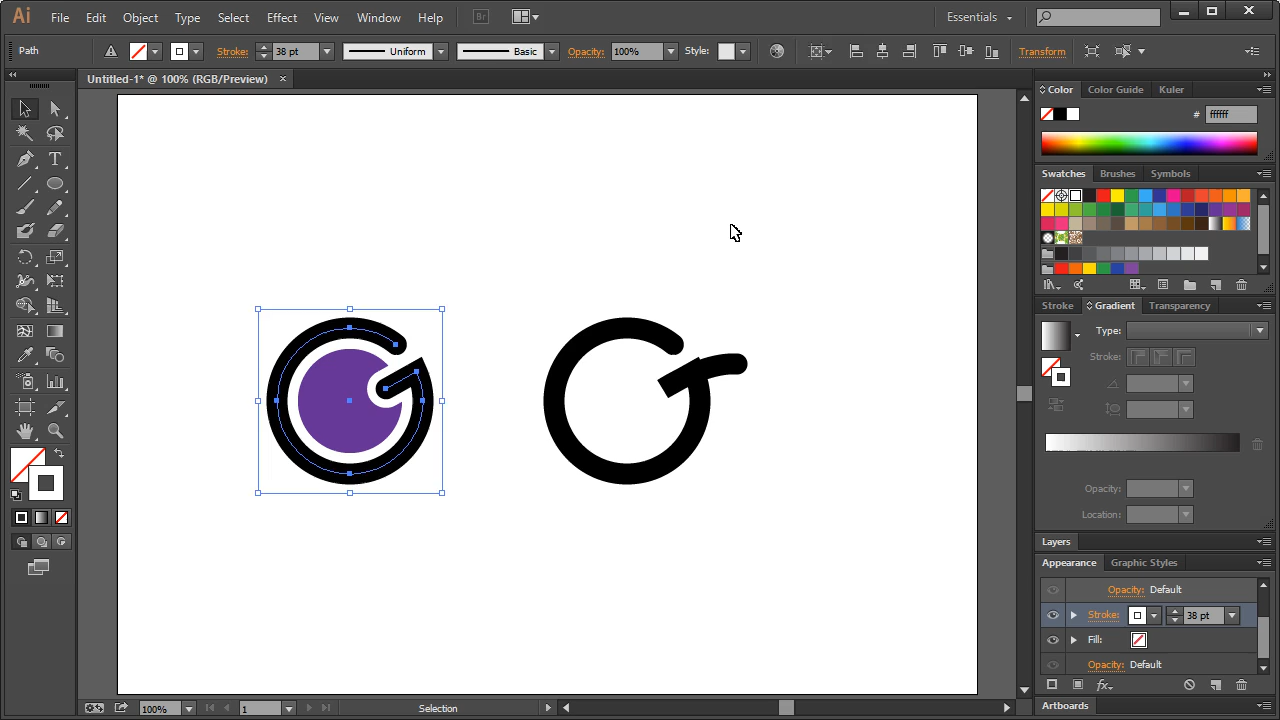 Ai File Edit Object Type Select Effect View Window Help Br Essentials
Path Stroke: 38 pt Uniform Basic Opacity: 100% Style: Transform
Untitled-1* @ 100% (RGB/Preview) ×
Color Color Guide Kuler
# ffffff
Swatches Brushes Symbols
Stroke Gradient Transparency
Type:
Stroke:
Opacity:
Location:
Layers
Appearance Graphic Styles
Opacity: Default
Stroke: 38 pt
Fill:
Opacity: Default
fx
Artboards
100% 1 Selection